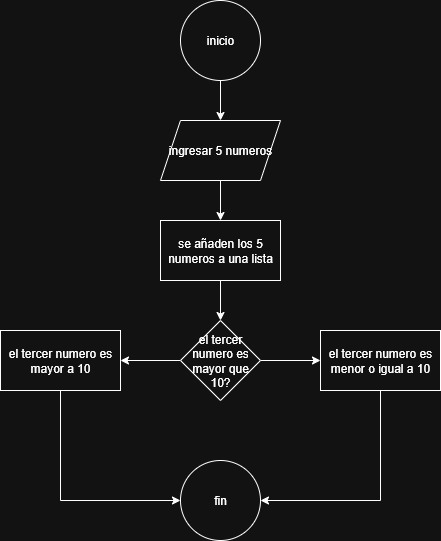 inicio
ingresar 5 numeros
se añaden los 5
numeros a una lista
el tercer
numero es
mayor que
10?
el tercer numero es
mayor a 10
el tercer numero es
menor o igual a 10
fin